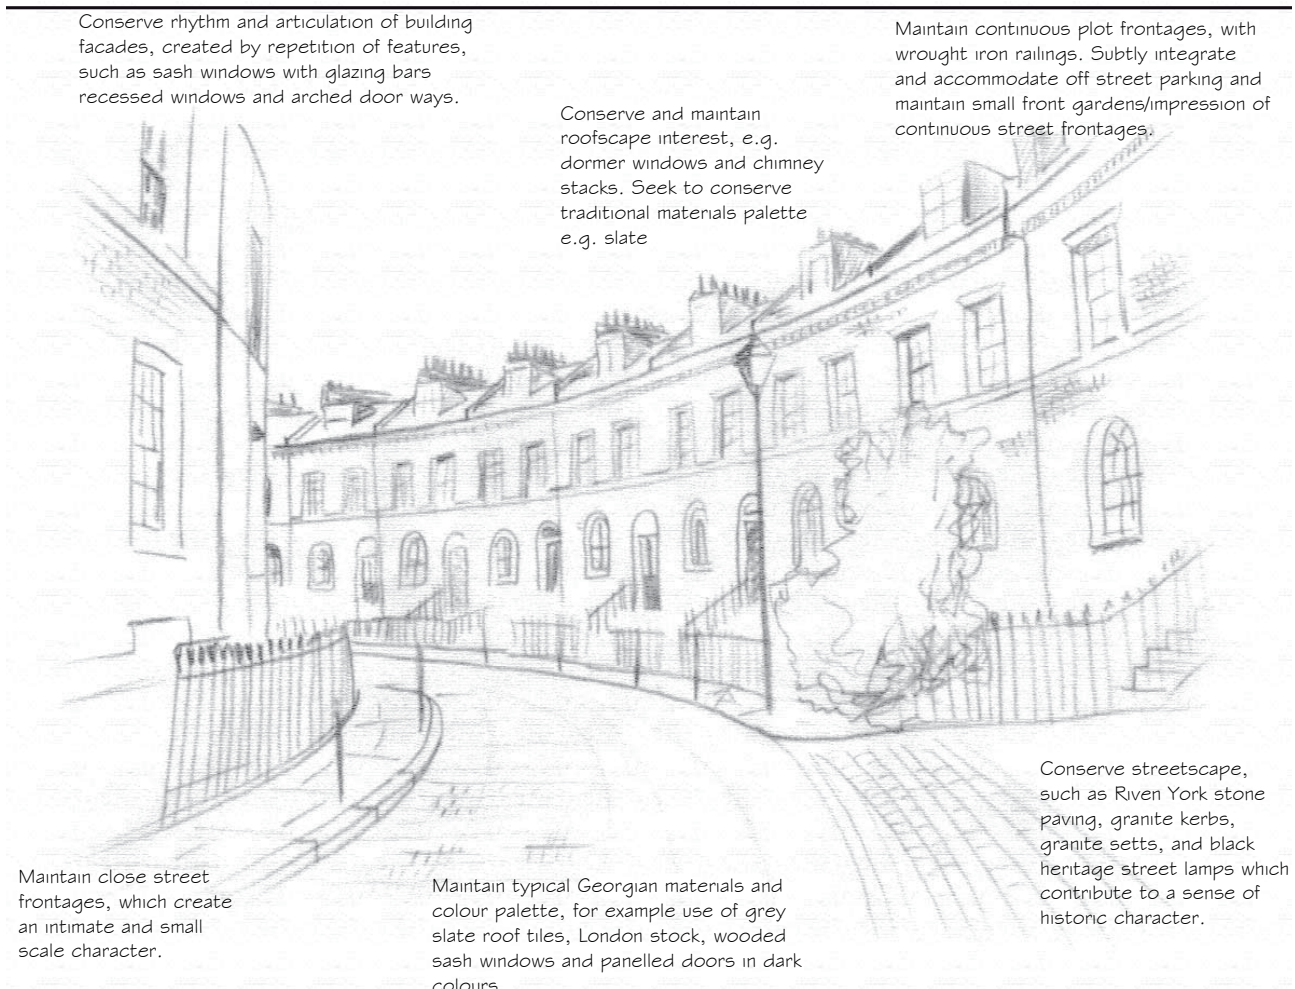 Conserve rhythm and articulation of building
facades, created by repetition of features,
such as sash windows with glazing bars
recessed windows and arched door ways.
Conserve and maintain
roofscape interest, e.g.
dormer windows and chimney
stacks. Seek to conserve
traditional materials palette
e.g. slate
Maintain continuous plot frontages, with
wrought iron railings. Subtly integrate
and accommodate off street parking and
maintain small front gardens/impression of
continuous street frontages.
Maintain close street
frontages, which create
an intimate and small
scale character.
Maintain typical Georgian materials and
colour palette, for example use of grey
slate roof tiles, London stock, wooded
sash windows and panelled doors in dark
colours
Conserve streetscape,
such as Riven York stone
paving, granite kerbs,
granite setts, and black
heritage street lamps which
contribute to a sense of
historic character.